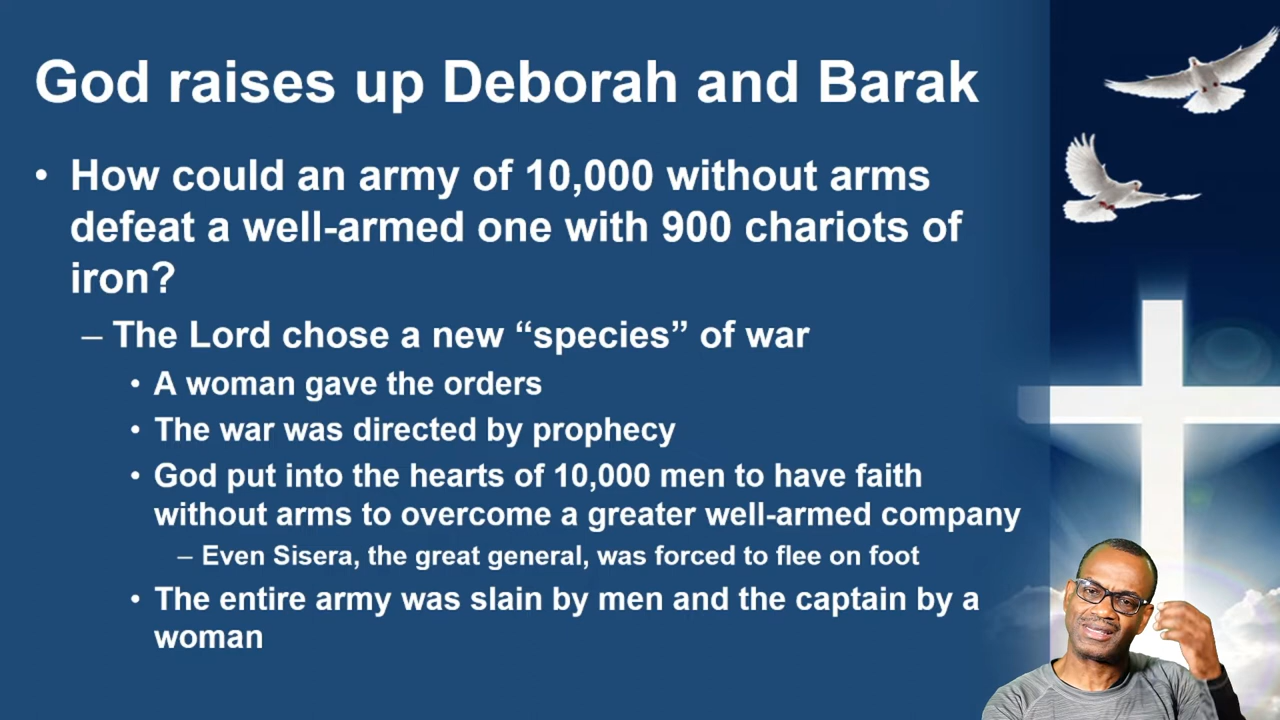 God raises up Deborah and Barak
• How could an army of 10,000 without arms
defeat a well-armed one with 900 chariots of
iron?
– The Lord chose a new “species” of war
• A woman gave the orders
• The war was directed by prophecy
• God put into the hearts of 10,000 men to have faith
without arms to overcome a greater well-armed company
– Even Sisera, the great general, was forced to flee on foot
• The entire army was slain by men and the captain by a
woman